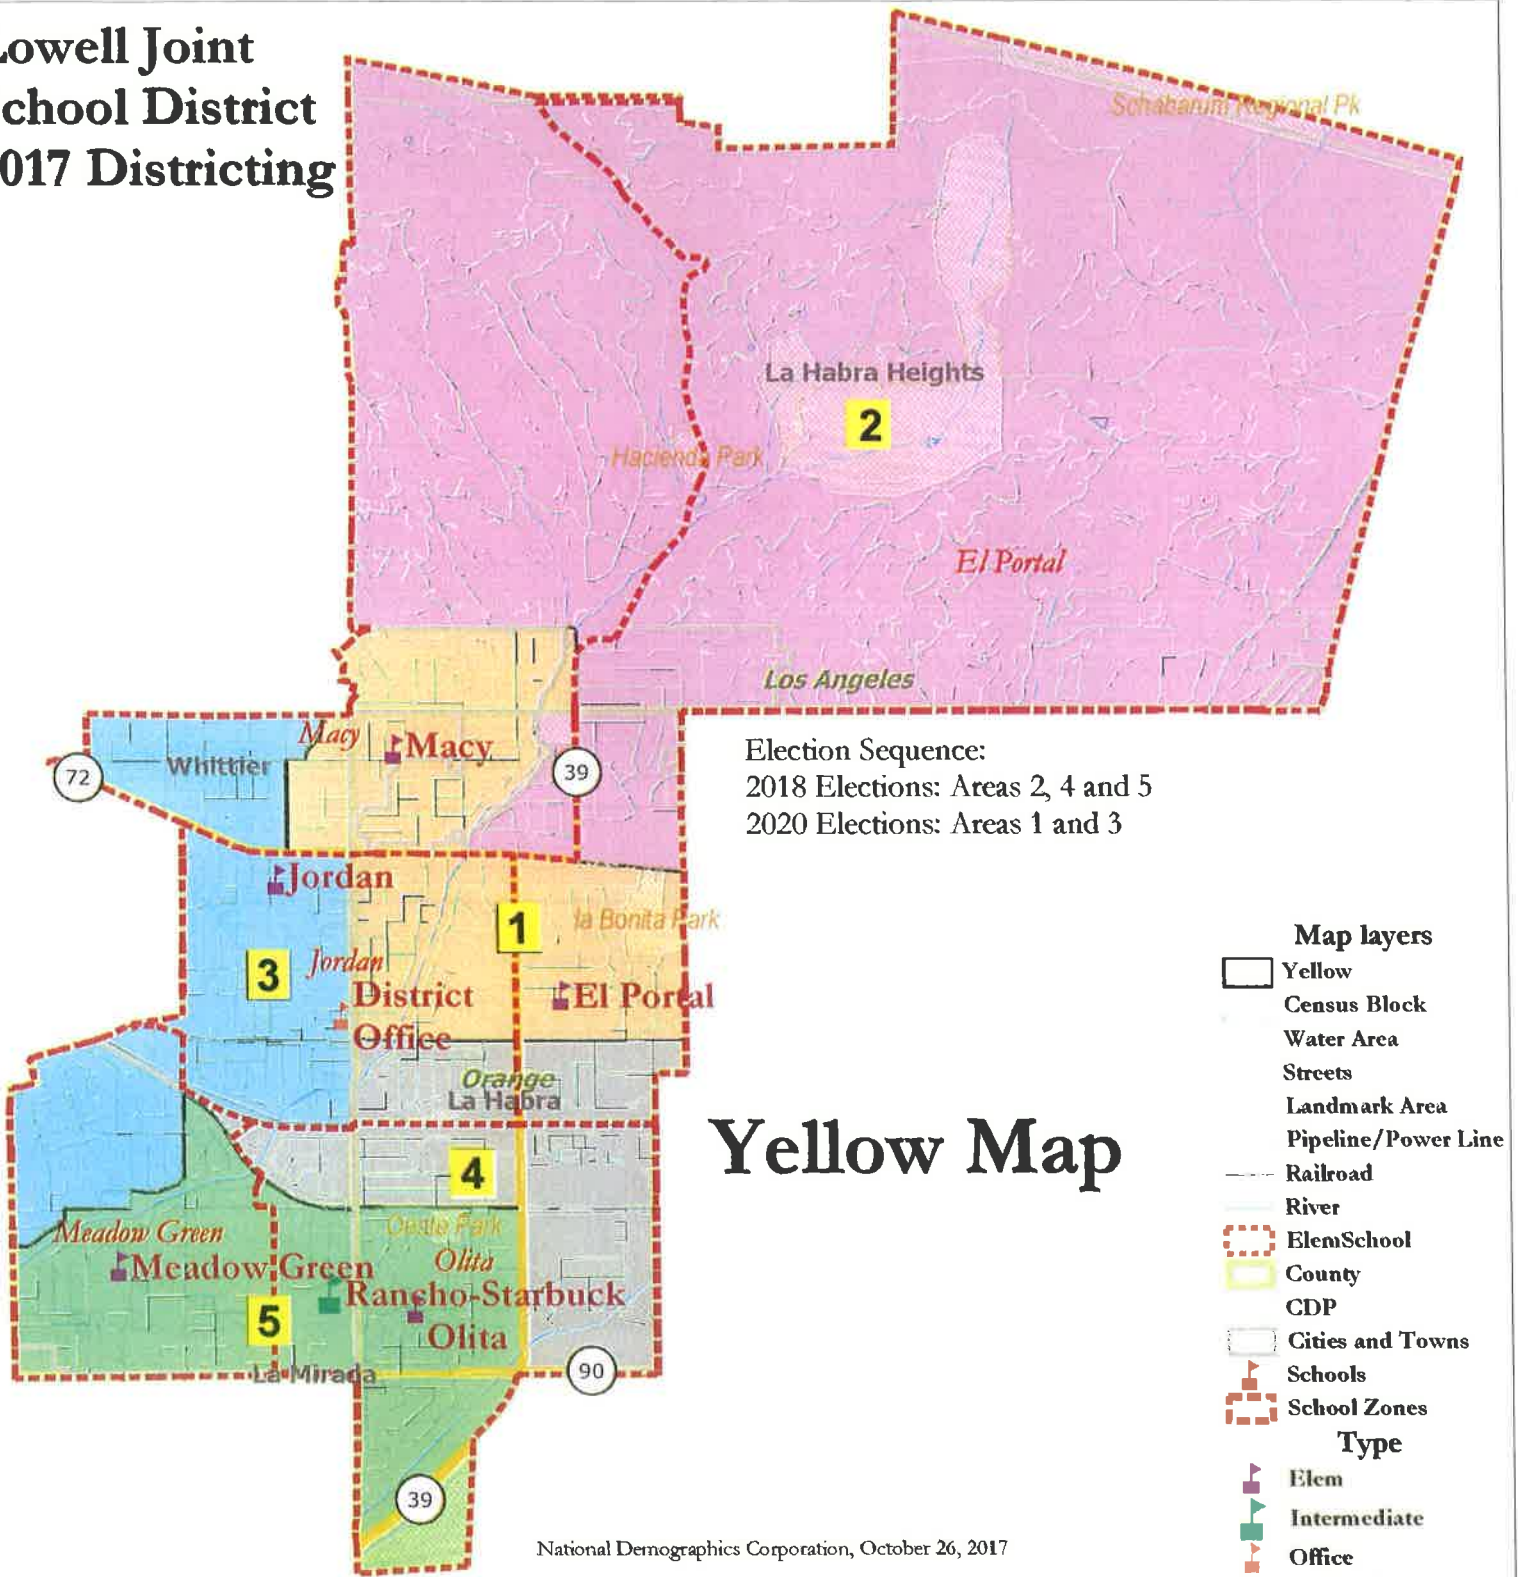 Lowell Joint
School District
2017 Districting
Schabarum Regional Pk
La Habra Heights
2
Hacienda Park
El Portal
Los Angeles
Macy
Macy
Whittier
72
39
Election Sequence:
2018 Elections: Areas 2, 4 and 5
2020 Elections: Areas 1 and 3
Jordan
1
la Bonita Park
3
Jordan
District
Office
El Portal
Orange
La Habra
4
Yellow Map
Meadow Green
Oeste Park
Olita
Meadow Green
Rancho-Starbuck
5
Olita
La Mirada
90
39
Map layers
Yellow
Census Block
Water Area
Streets
Landmark Area
Pipeline/Power Line
Railroad
River
ElemSchool
County
CDP
Cities and Towns
Schools
School Zones
Type
Elem
Intermediate
Office
National Demographics Corporation, October 26, 2017